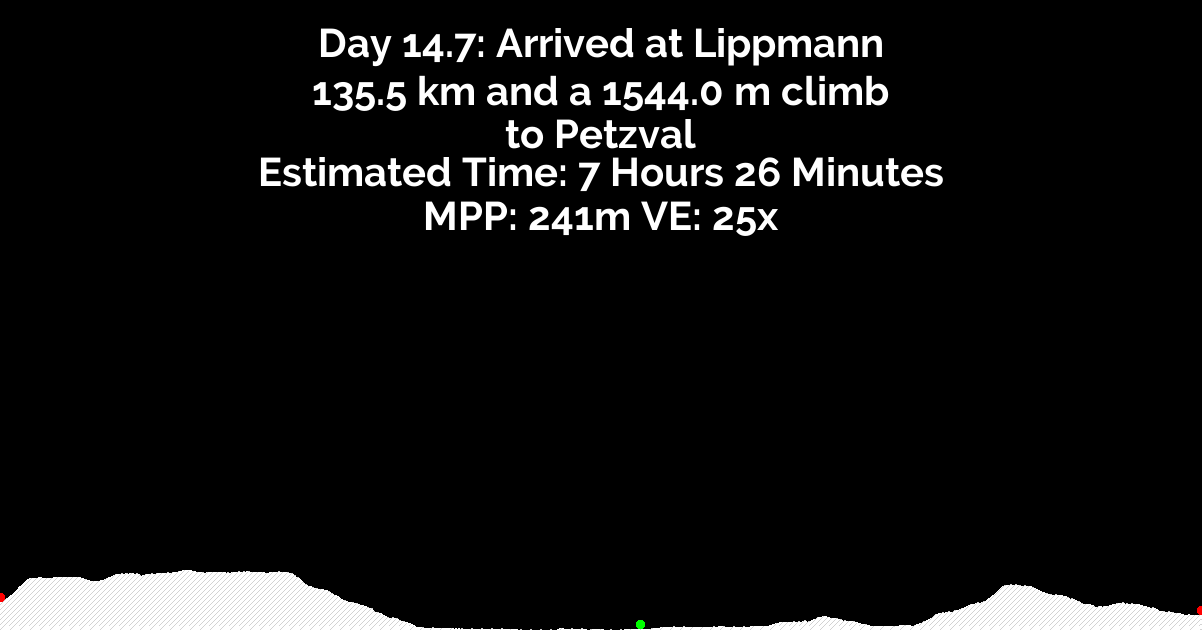 Day 14.7: Arrived at Lippmann
135.5 km and a 1544.0 m climb
to Petzval
Estimated Time: 7 Hours 26 Minutes
MPP: 241m VE: 25x